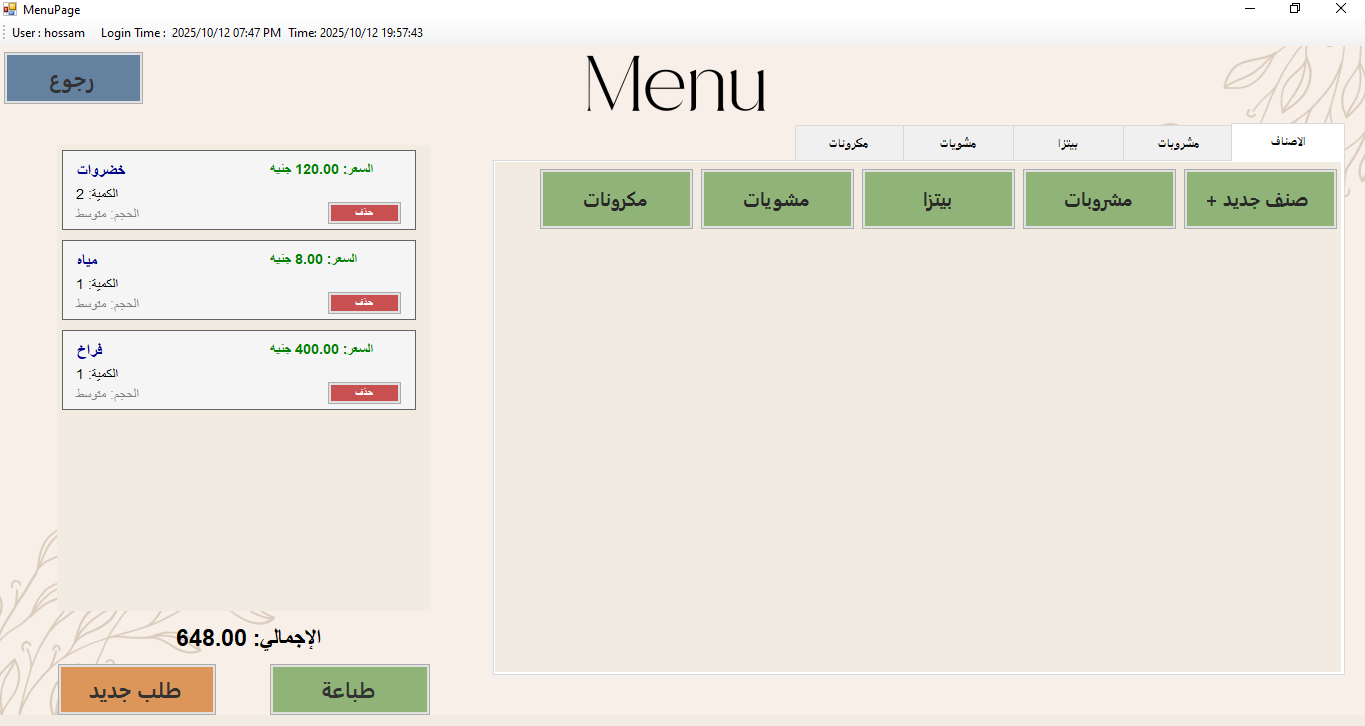 MenuPage
User : hossam Login Time : 2025/10/12 07:47 PM Time: 2025/10/12 19:57:43
رجوع
Menu
الاصناف
مشروبات
بيتزا
مشويات
مكرونات
صنف جديد +
مشروبات
بيتزا
مشويات
مكرونات
خضروات
السعر: 120.00 جنيه
الكمية: 2
الحجم: متوسط
حذف
مياه
السعر: 8.00 جنيه
الكمية: 1
الحجم: متوسط
حذف
فراخ
السعر: 400.00 جنيه
الكمية: 1
الحجم: متوسط
حذف
الإجمالي: 648.00
طلب جديد
طباعة